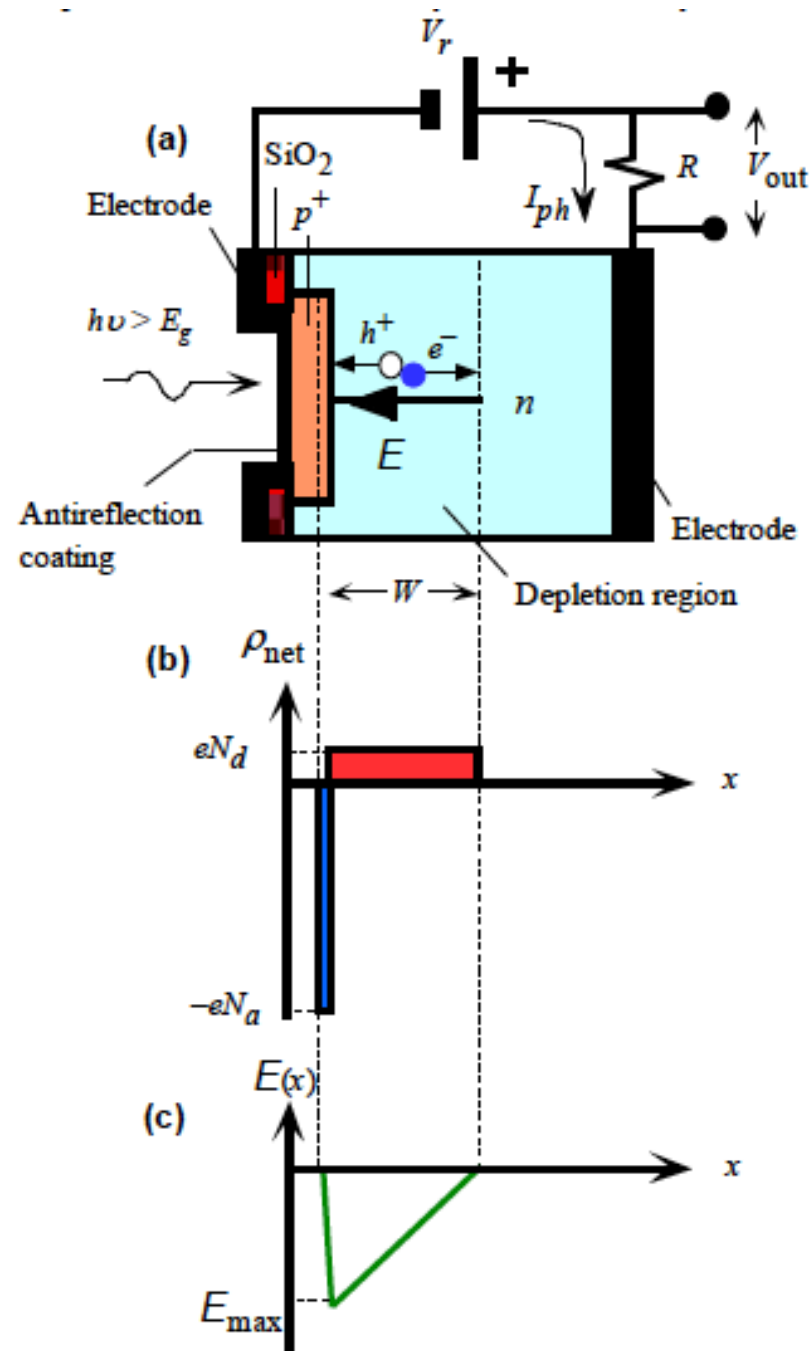 V_r
+
(a)
SiO_2
R
V_out
Electrode
p^+
I_ph
hυ > E_g
h^+
e^-
n
E
Antireflection
coating
Electrode
W
Depletion region
(b)
ρ_net
eN_d
x
-eN_a
E(x)
(c)
x
E_max